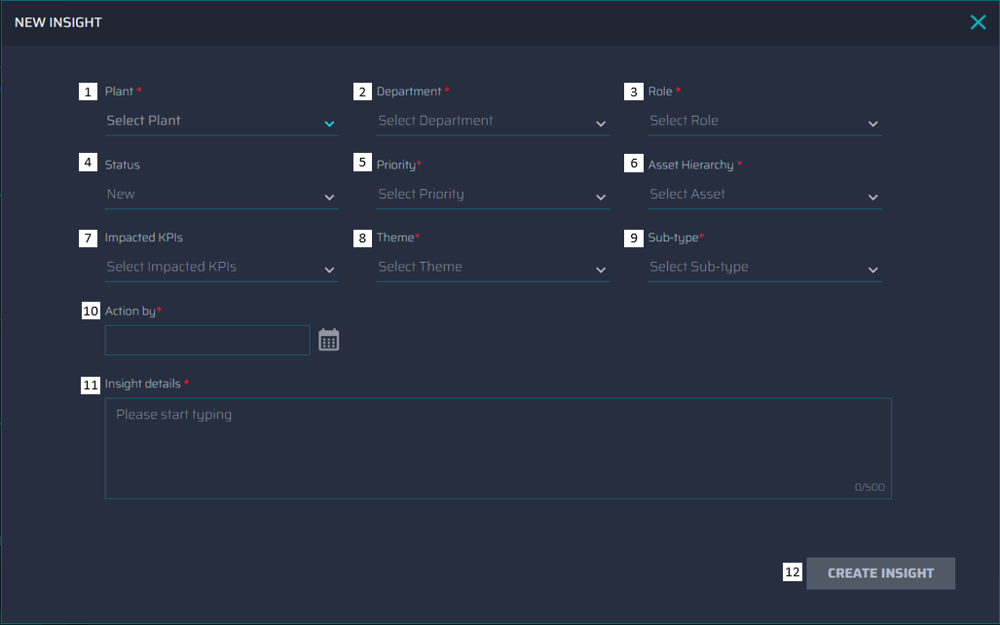 NEW INSIGHT
1 Plant * 2 Department * 3 Role *
Select Plant Select Department Select Role
4 Status 5 Priority* 6 Asset Hierarchy *
New Select Priority Select Asset
7 Impacted KPIs 8 Theme* 9 Sub-type*
Select Impacted KPIs Select Theme Select Sub-type
10 Action by*
11 Insight details *
Please start typing
0/500
12 CREATE INSIGHT